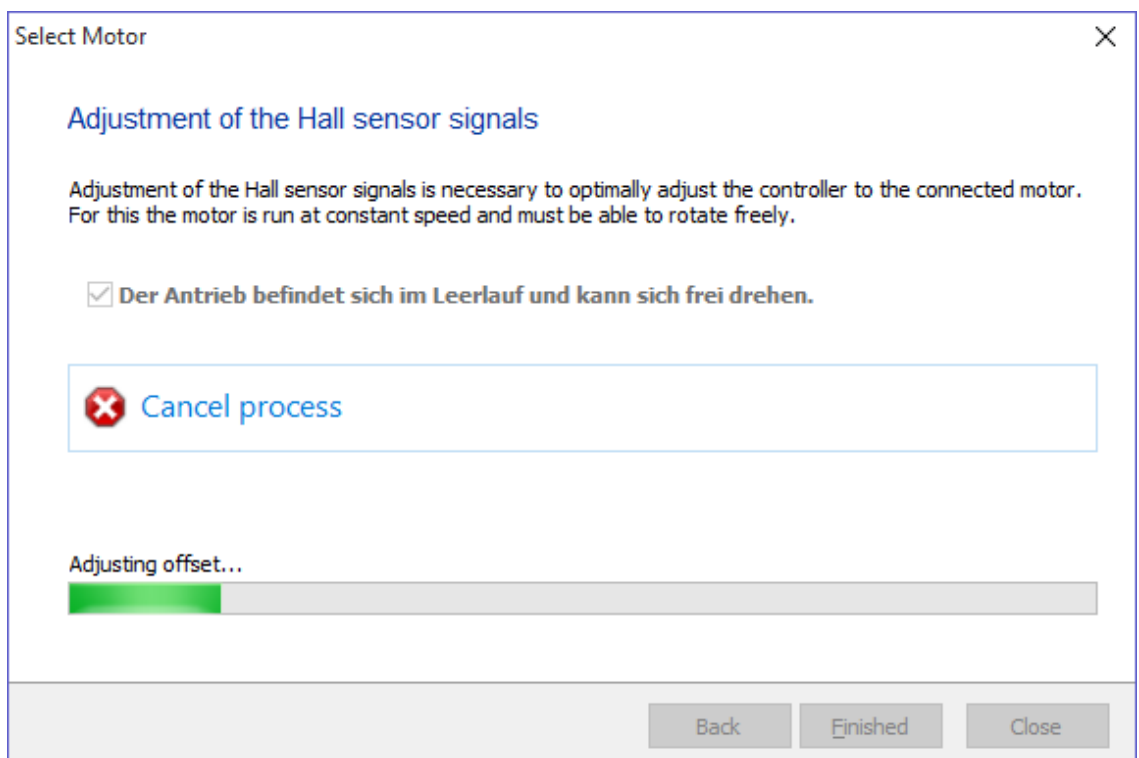 Select Motor
Adjustment of the Hall sensor signals
Adjustment of the Hall sensor signals is necessary to optimally adjust the controller to the connected motor.
For this the motor is run at constant speed and must be able to rotate freely.
Der Antrieb befindet sich im Leerlauf und kann sich frei drehen.
Cancel process
Adjusting offset...
Back Finished Close